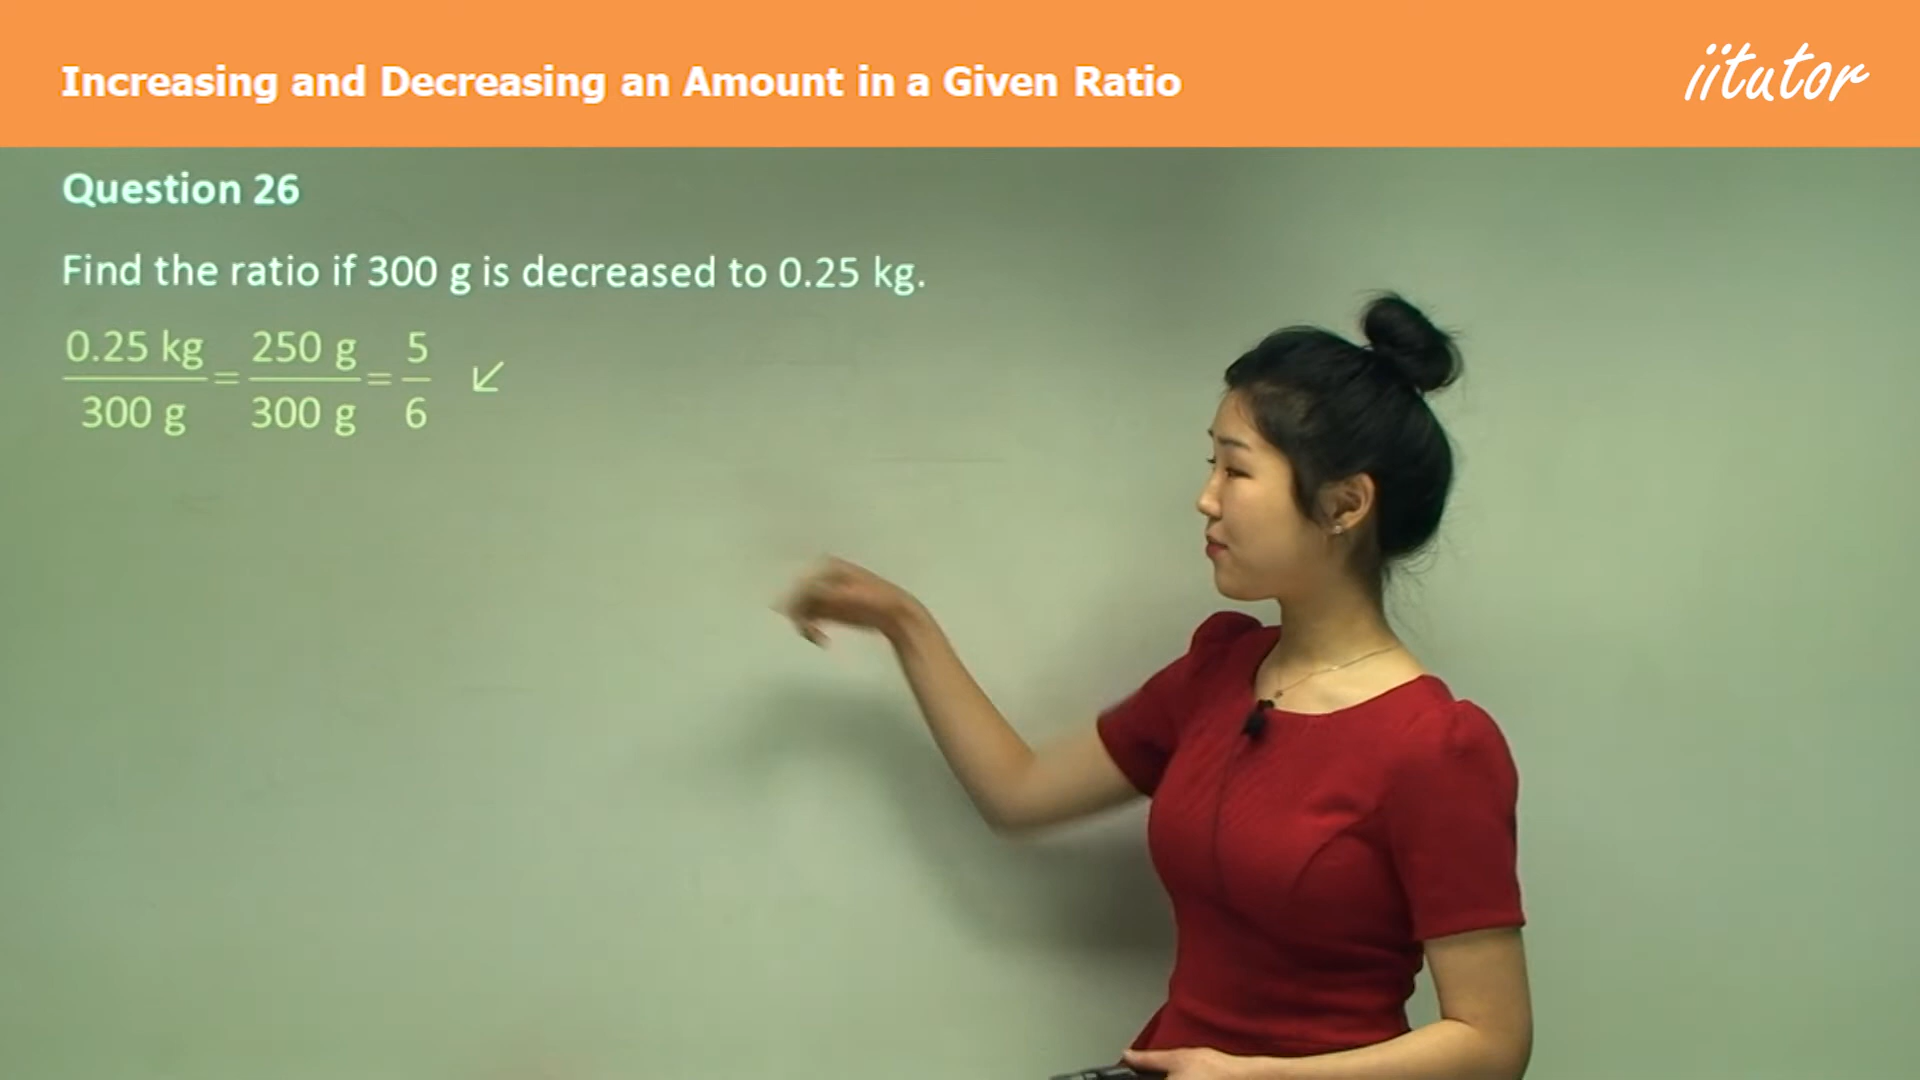 Increasing and Decreasing an Amount in a Given Ratio
iitutor
Question 26
Find the ratio if 300 g is decreased to 0.25 kg.
0.25 kg / 300 g = 250 g / 300 g = 5 / 6 ↙